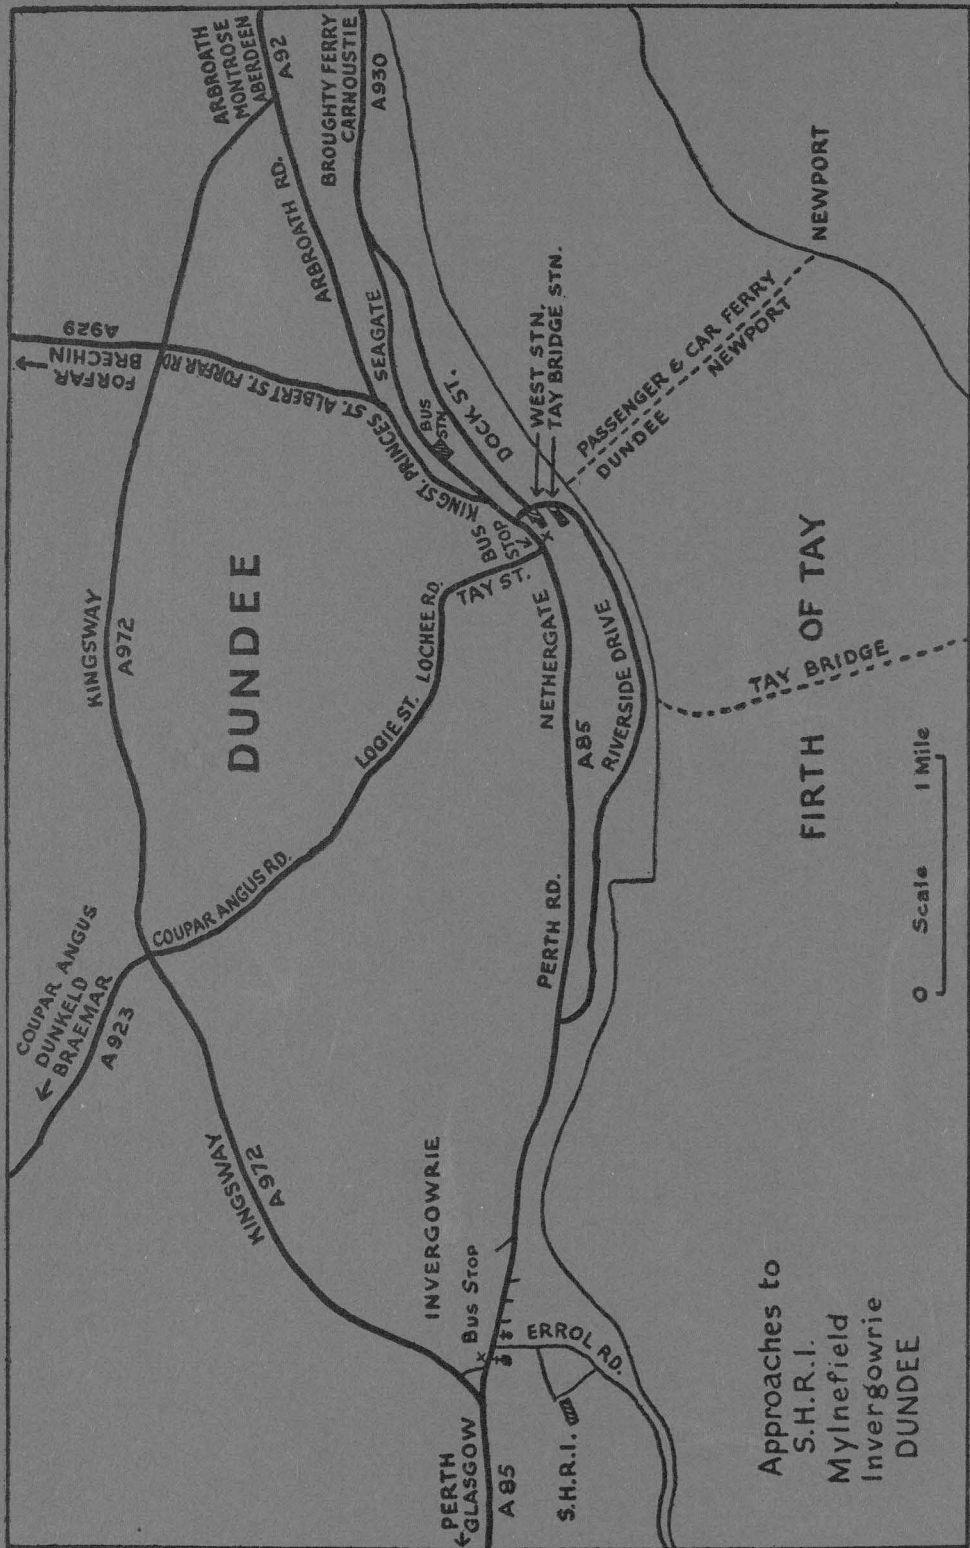 ARBROATH
MONTROSE
ABERDEEN
A92
BROUGHTY FERRY
CARNOUSTIE
A930
ARBROATH RD.
A929
FORFAR
BRECHIN
PRINCES ST. ALBERT ST. FORFAR RD.
KING ST.
SEAGATE
BUS
STN.
DOCK ST.
WEST STN.
TAY BRIDGE STN.
PASSENGER & CAR FERRY
DUNDEE
NEWPORT
NEWPORT
KINGSWAY
A972
DUNDEE
BUS
STOP
TAY ST.
LOCHEE RD.
LOGIE ST.
COUPAR ANGUS RD.
NETHERGATE
A85
RIVERSIDE DRIVE
TAY BRIDGE
FIRTH OF TAY
COUPAR ANGUS
DUNKELD
BRAEMAR
A923
PERTH RD.
KINGSWAY
A972
INVERGOWRIE
BUS STOP
ERROL RD.
PERTH
GLASGOW
A85
S.H.R.I.
0 Scale 1 Mile
Approaches to
S.H.R.I.
Mylnefield
Invergowrie
DUNDEE